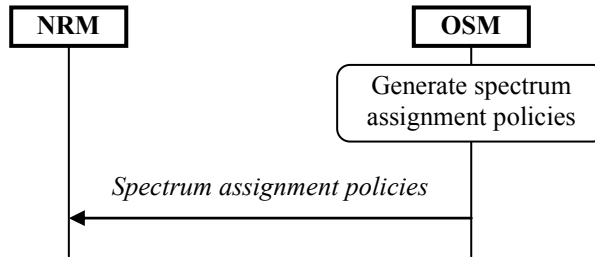 NRM
OSM
Generate spectrum
assignment policies
Spectrum assignment policies